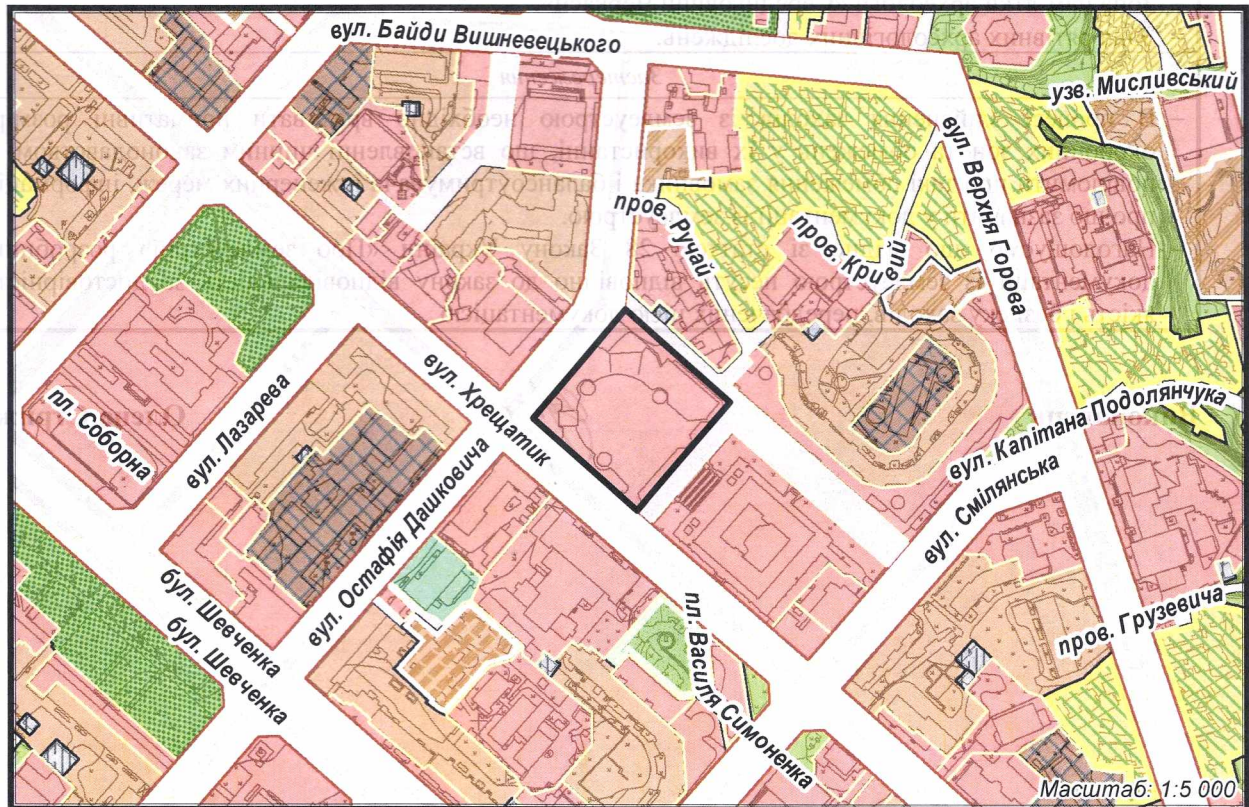 вул. Байди Вишневецького
узв. Мисливський
вул. Верхня Горова
пров. Ручай
пров. Кривий
вул. Хрещатик
вул. Лазарева
пл. Соборна
вул. Остафія Дашковича
вул. Капітана Подолянчука
вул. Смілянська
пров. Грузевича
бул. Шевченка
бул. Шевченка
пл. Василя Симоненка
Масштаб: 1:5 000